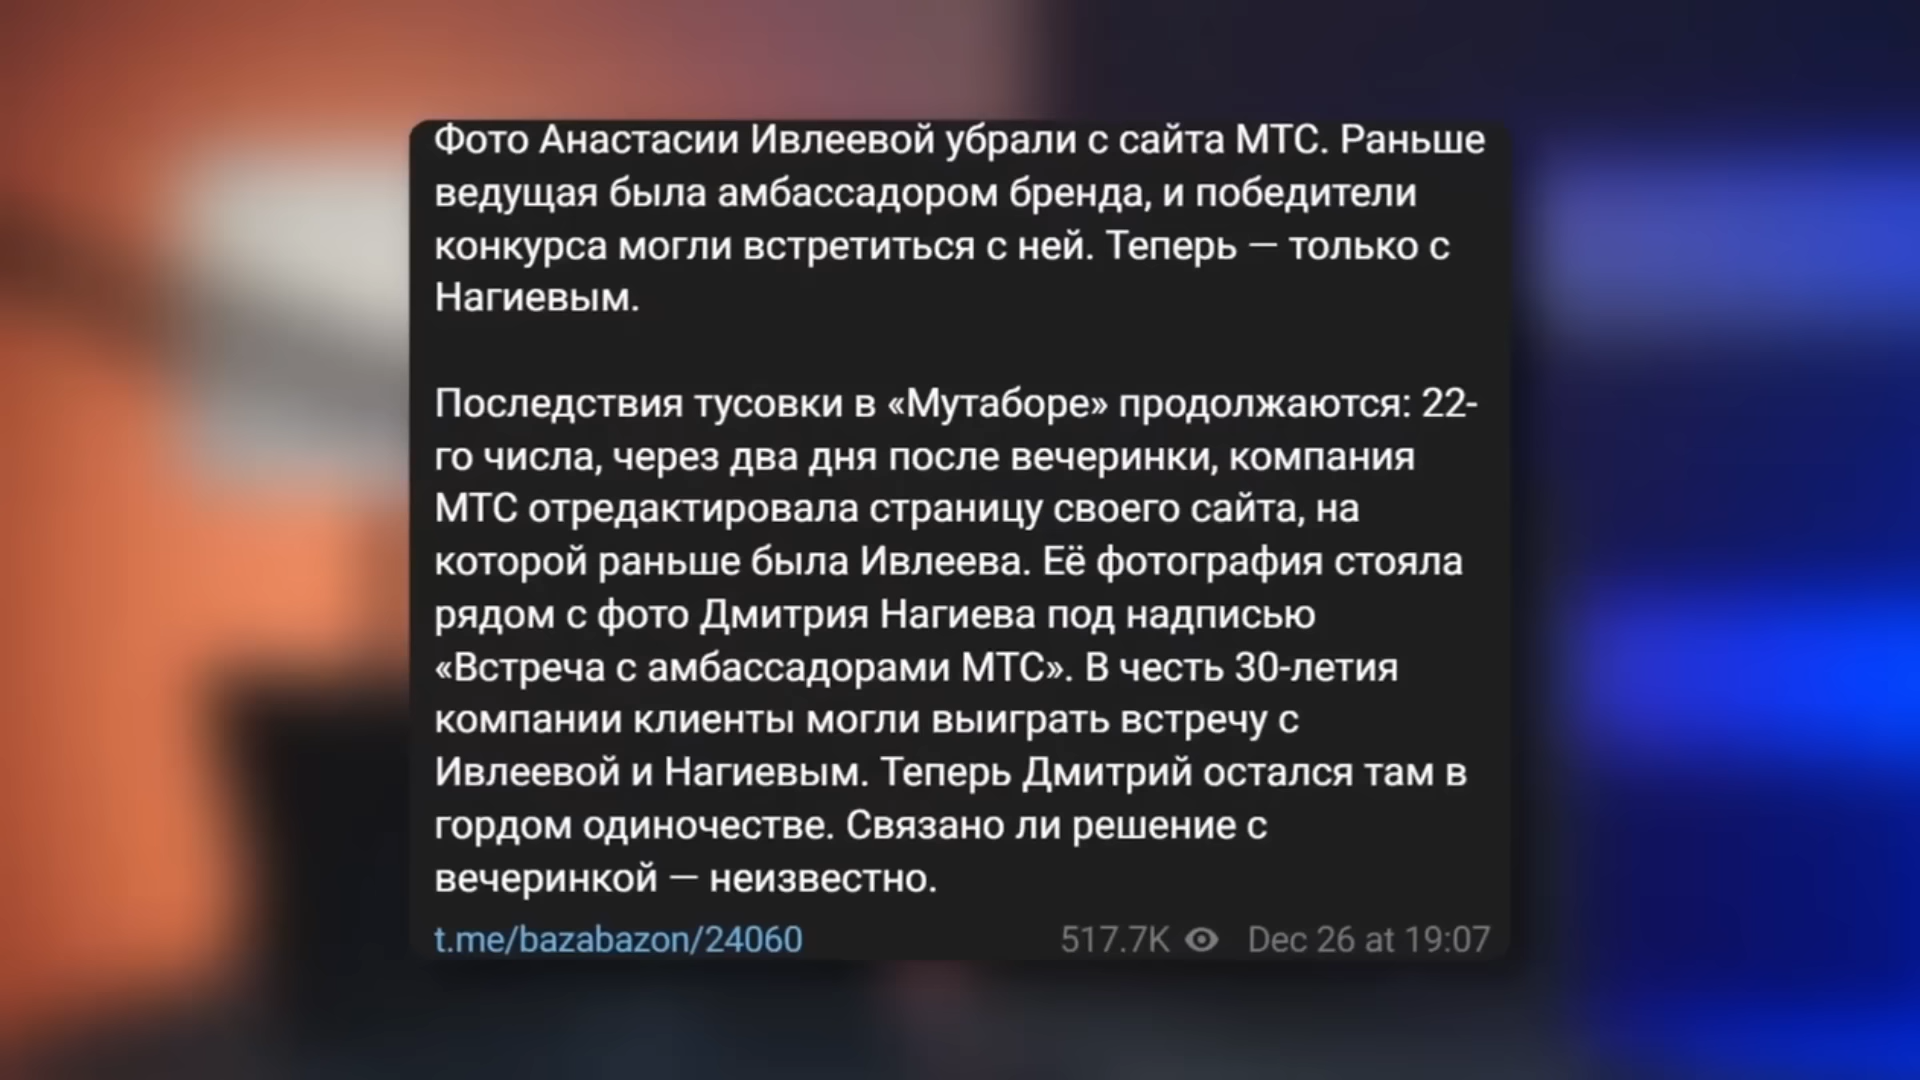 Фото Анастасии Ивлеевой убрали с сайта МТС. Раньше
ведущая была амбассадором бренда, и победители
конкурса могли встретиться с ней. Теперь — только с
Нагиевым.
Последствия тусовки в «Мутаборе» продолжаются: 22-
го числа, через два дня после вечеринки, компания
МТС отредактировала страницу своего сайта, на
которой раньше была Ивлеева. Её фотография стояла
рядом с фото Дмитрия Нагиева под надписью
«Встреча с амбассадорами МТС». В честь 30-летия
компании клиенты могли выиграть встречу с
Ивлеевой и Нагиевым. Теперь Дмитрий остался там в
гордом одиночестве. Связано ли решение с
вечеринкой — неизвестно.
t.me/bazabazon/24060 517.7K Dec 26 at 19:07